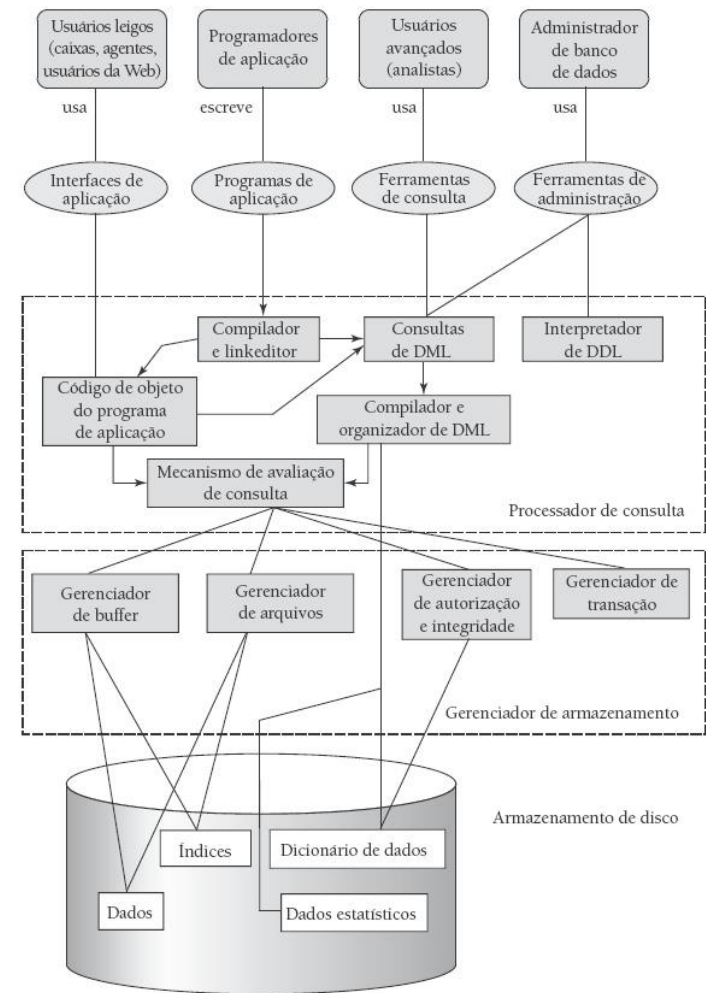 Usuários leigos
(caixas, agentes,
usuários da Web)
Programadores
de aplicação
Usuários
avançados
(analistas)
Administrador
de banco
de dados
usa
escreve
usa
usa
Interfaces de
aplicação
Programas de
aplicação
Ferramentas
de consulta
Ferramentas de
administração
Compilador
e linkeditor
Consultas
de DML
Interpretador
de DDL
Código de objeto
do programa
de aplicação
Compilador e
organizador de DML
Mecanismo de avaliação
de consulta
Processador de consulta
Gerenciador
de buffer
Gerenciador
de arquivos
Gerenciador
de autorização
e integridade
Gerenciador de
transação
Gerenciador de armazenamento
Armazenamento de disco
Índices
Dicionário de dados
Dados
Dados estatísticos